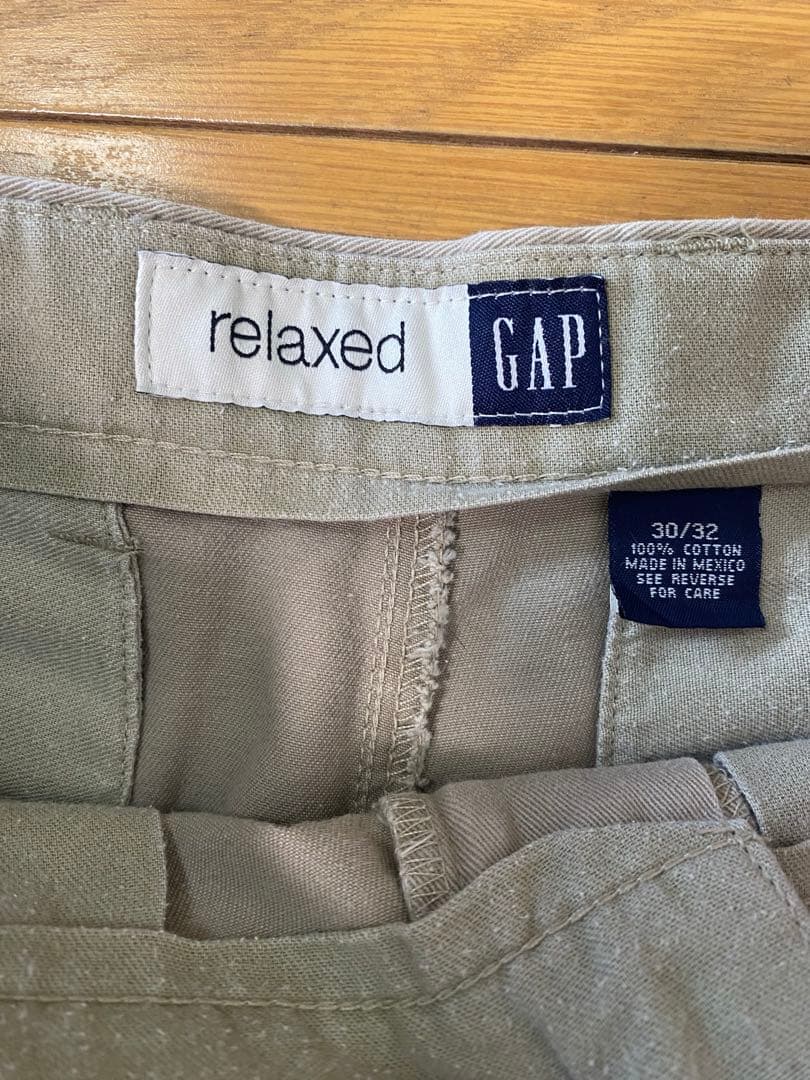 relaxed GAP
30/32
100% COTTON
MADE IN MEXICO
SEE REVERSE
FOR CARE